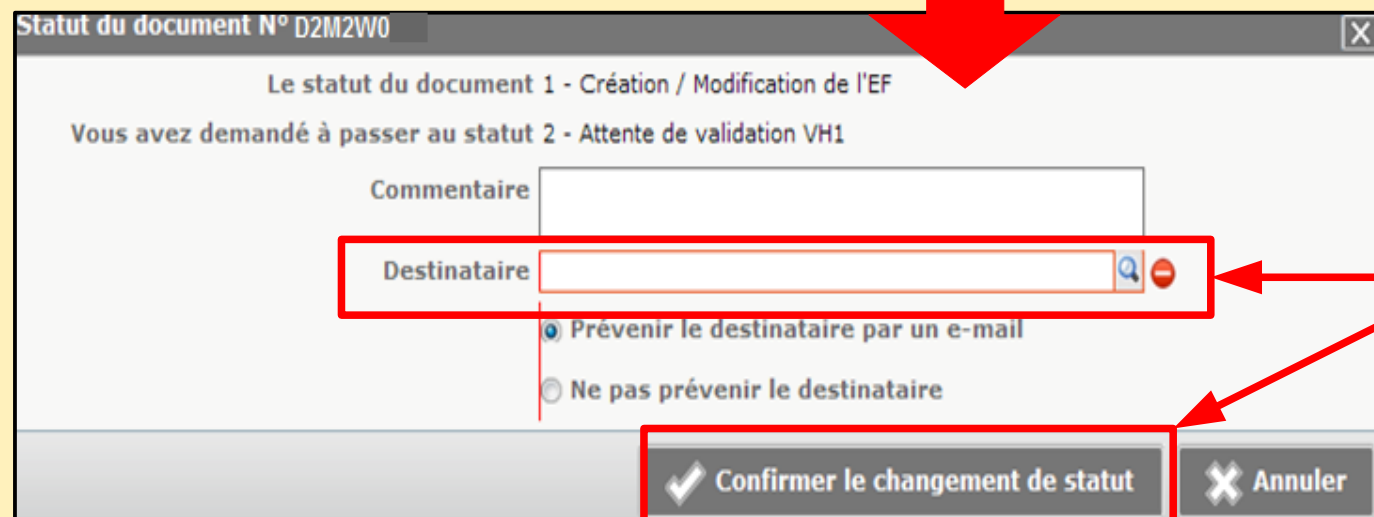 Statut du document N° D2M2W0
Le statut du document 1 - Création / Modification de l'EF
Vous avez demandé à passer au statut 2 - Attente de validation VH1
Commentaire
Destinataire
Prévenir le destinataire par un e-mail
Ne pas prévenir le destinataire
Confirmer le changement de statut Annuler